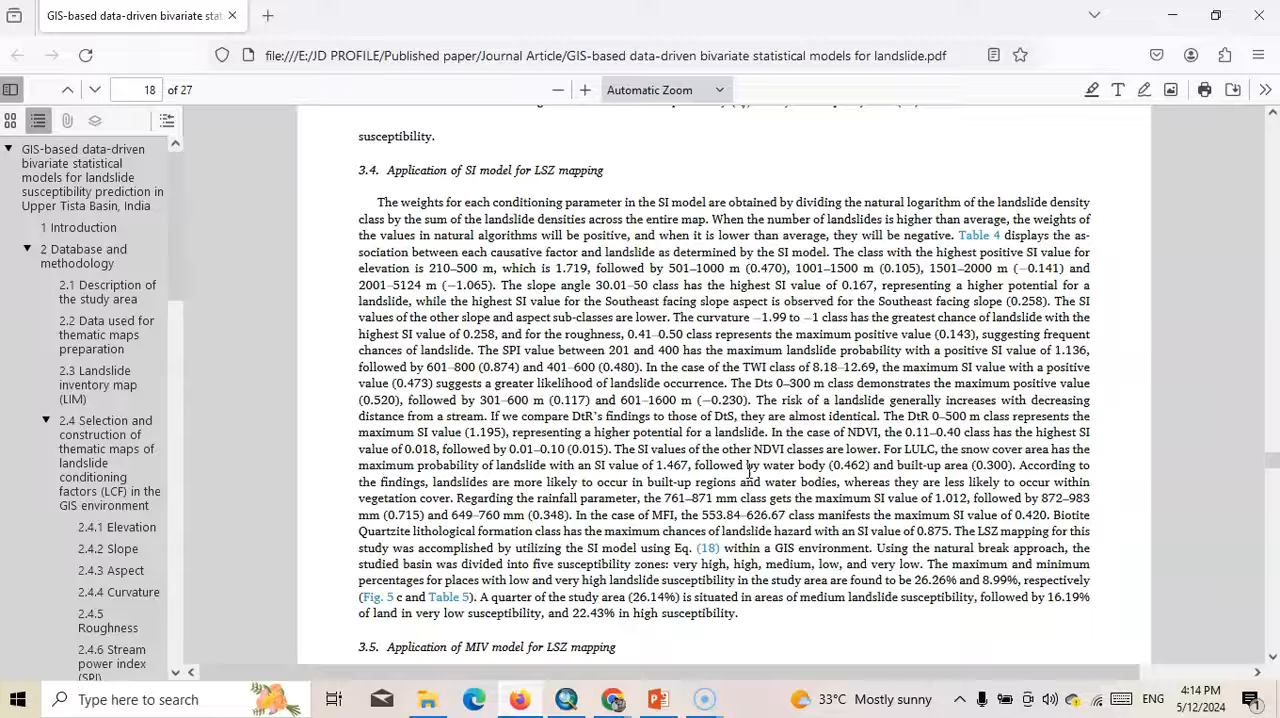 GIS-based data-driven bivariate stat
file:///E:/JD PROFILE/Published paper/Journal Article/GIS-based data-driven bivariate statistical models for landslide.pdf
18 of 27
Automatic Zoom
GIS-based data-driven
bivariate statistical
models for landslide
susceptibility prediction in
Upper Tista Basin, India
1 Introduction
2 Database and
methodology
2.1 Description of
the study area
2.2 Data used for
thematic maps
preparation
2.3 Landslide
inventory map
(LIM)
2.4 Selection and
construction of
thematic maps of
landslide
conditioning
factors (LCF) in the
GIS environment
2.4.1 Elevation
2.4.2 Slope
2.4.3 Aspect
2.4.4 Curvature
2.4.5
Roughness
2.4.6 Stream
power index
(SPI)
susceptibility.
3.4. Application of SI model for LSZ mapping
The weights for each conditioning parameter in the SI model are obtained by dividing the natural logarithm of the landslide density
class by the sum of the landslide densities across the entire map. When the number of landslides is higher than average, the weights of
the values in natural algorithms will be positive, and when it is lower than average, they will be negative. Table 4 displays the as-
sociation between each causative factor and landslide as determined by the SI model. The class with the highest positive SI value for
elevation is 210–500 m, which is 1.719, followed by 501–1000 m (0.470), 1001–1500 m (0.105), 1501–2000 m (−0.141) and
2001–5124 m (−1.065). The slope angle 30.01–50 class has the highest SI value of 0.167, representing a higher potential for a
landslide, while the highest SI value for the Southeast facing slope aspect is observed for the Southeast facing slope (0.258). The SI
values of the other slope and aspect sub-classes are lower. The curvature −1.99 to −1 class has the greatest chance of landslide with the
highest SI value of 0.258, and for the roughness, 0.41–0.50 class represents the maximum positive value (0.143), suggesting frequent
chances of landslide. The SPI value between 201 and 400 has the maximum landslide probability with a positive SI value of 1.136,
followed by 601–800 (0.874) and 401–600 (0.480). In the case of the TWI class of 8.18–12.69, the maximum SI value with a positive
value (0.473) suggests a greater likelihood of landslide occurrence. The Dts 0–300 m class demonstrates the maximum positive value
(0.520), followed by 301–600 m (0.117) and 601–1600 m (−0.230). The risk of a landslide generally increases with decreasing
distance from a stream. If we compare DtR's findings to those of DtS, they are almost identical. The DtR 0–500 m class represents the
maximum SI value (1.195), representing a higher potential for a landslide. In the case of NDVI, the 0.11–0.40 class has the highest SI
value of 0.018, followed by 0.01–0.10 (0.015). The SI values of the other NDVI classes are lower. For LULC, the snow cover area has the
maximum probability of landslide with an SI value of 1.467, followed by water body (0.462) and built-up area (0.300). According to
the findings, landslides are more likely to occur in built-up regions and water bodies, whereas they are less likely to occur within
vegetation cover. Regarding the rainfall parameter, the 761–871 mm class gets the maximum SI value of 1.012, followed by 872–983
mm (0.715) and 649–760 mm (0.348). In the case of MFI, the 553.84–626.67 class manifests the maximum SI value of 0.420. Biotite
Quartzite lithological formation class has the maximum chances of landslide hazard with an SI value of 0.875. The LSZ mapping for this
study was accomplished by utilizing the SI model using Eq. (18) within a GIS environment. Using the natural break approach, the
studied basin was divided into five susceptibility zones: very high, high, medium, low, and very low. The maximum and minimum
percentages for places with low and very high landslide susceptibility in the study area are found to be 26.26% and 8.99%, respectively
(Fig. 5 c and Table 5). A quarter of the study area (26.14%) is situated in areas of medium landslide susceptibility, followed by 16.19%
of land in very low susceptibility, and 22.43% in high susceptibility.
3.5. Application of MIV model for LSZ mapping
Type here to search
33°C Mostly sunny
ENG
4:14 PM
5/12/2024